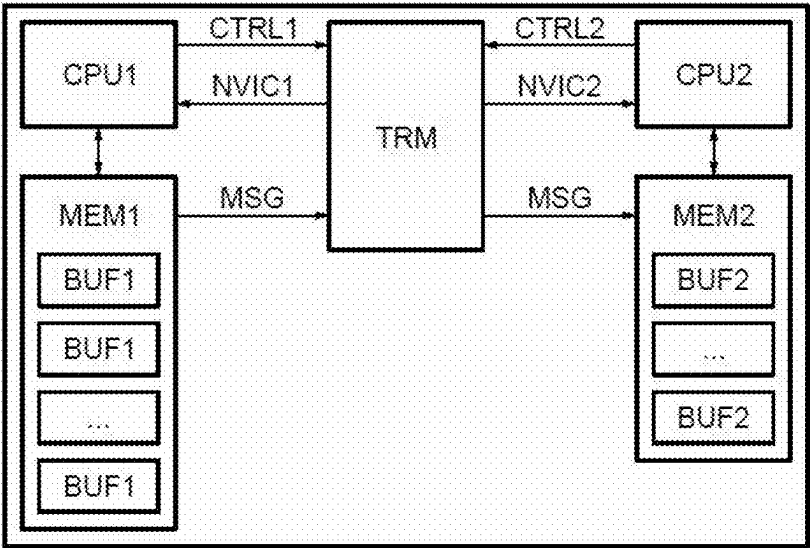 CTRL1
CTRL2
CPU1
CPU2
NVIC1
NVIC2
TRM
MSG
MSG
MEM1
MEM2
BUF1
BUF2
BUF1
...
...
BUF2
BUF1